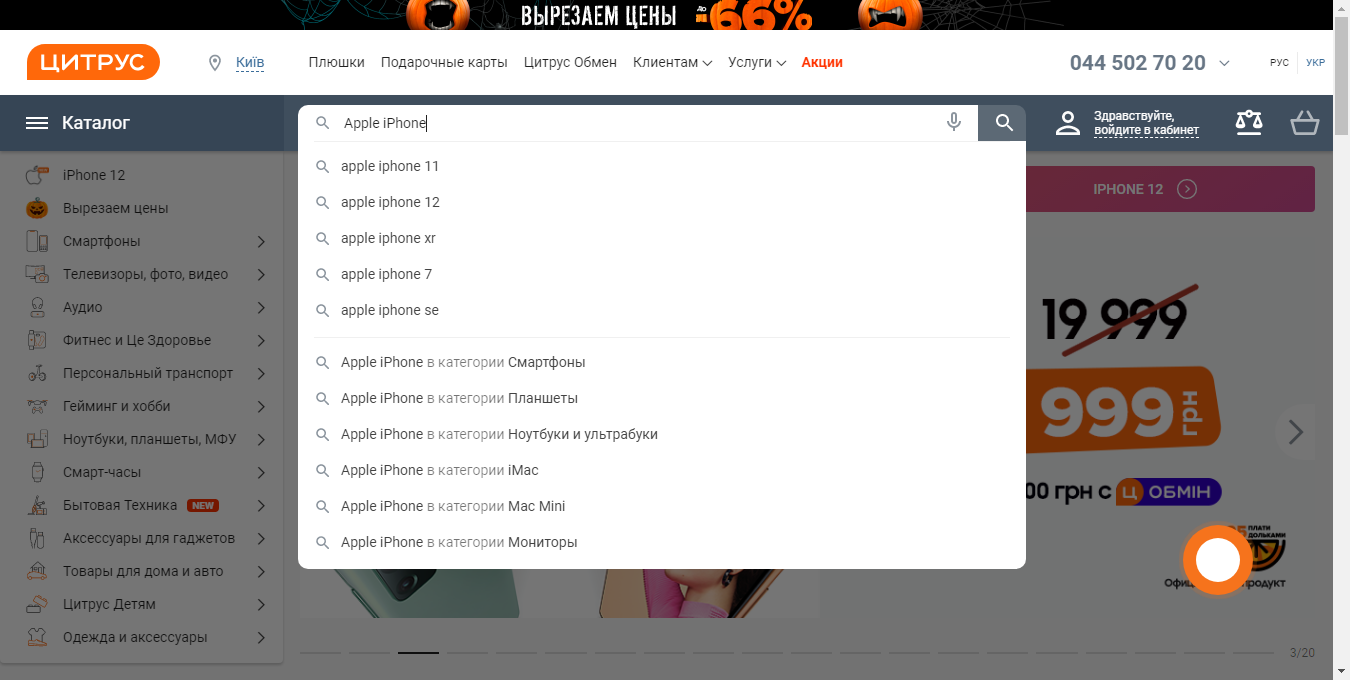 ВЫРЕЗАЕМ ЦЕНЫ ДО -66%
ЦИТРУС
Київ
Плюшки Подарочные карты Цитрус Обмен Клиентам Услуги Акции
044 502 70 20
РУС УКР
Каталог
Apple iPhone
Здравствуйте,
войдите в кабинет
iPhone 12
Вырезаем цены
Смартфоны
Телевизоры, фото, видео
Аудио
Фитнес и Це Здоровье
Персональный транспорт
Гейминг и хобби
Ноутбуки, планшеты, МФУ
Смарт-часы
Бытовая Техника NEW
Аксессуары для гаджетов
Товары для дома и авто
Цитрус Детям
Одежда и аксессуары
apple iphone 11
apple iphone 12
apple iphone xr
apple iphone 7
apple iphone se
Apple iPhone в категории Смартфоны
Apple iPhone в категории Планшеты
Apple iPhone в категории Ноутбуки и ультрабуки
Apple iPhone в категории iMac
Apple iPhone в категории Mac Mini
Apple iPhone в категории Мониторы
IPHONE 12
19 999
999 ГРН
00 грн с Ц ОБМІН
ПЛАТИ
ДОЛЬКАМИ
3/20